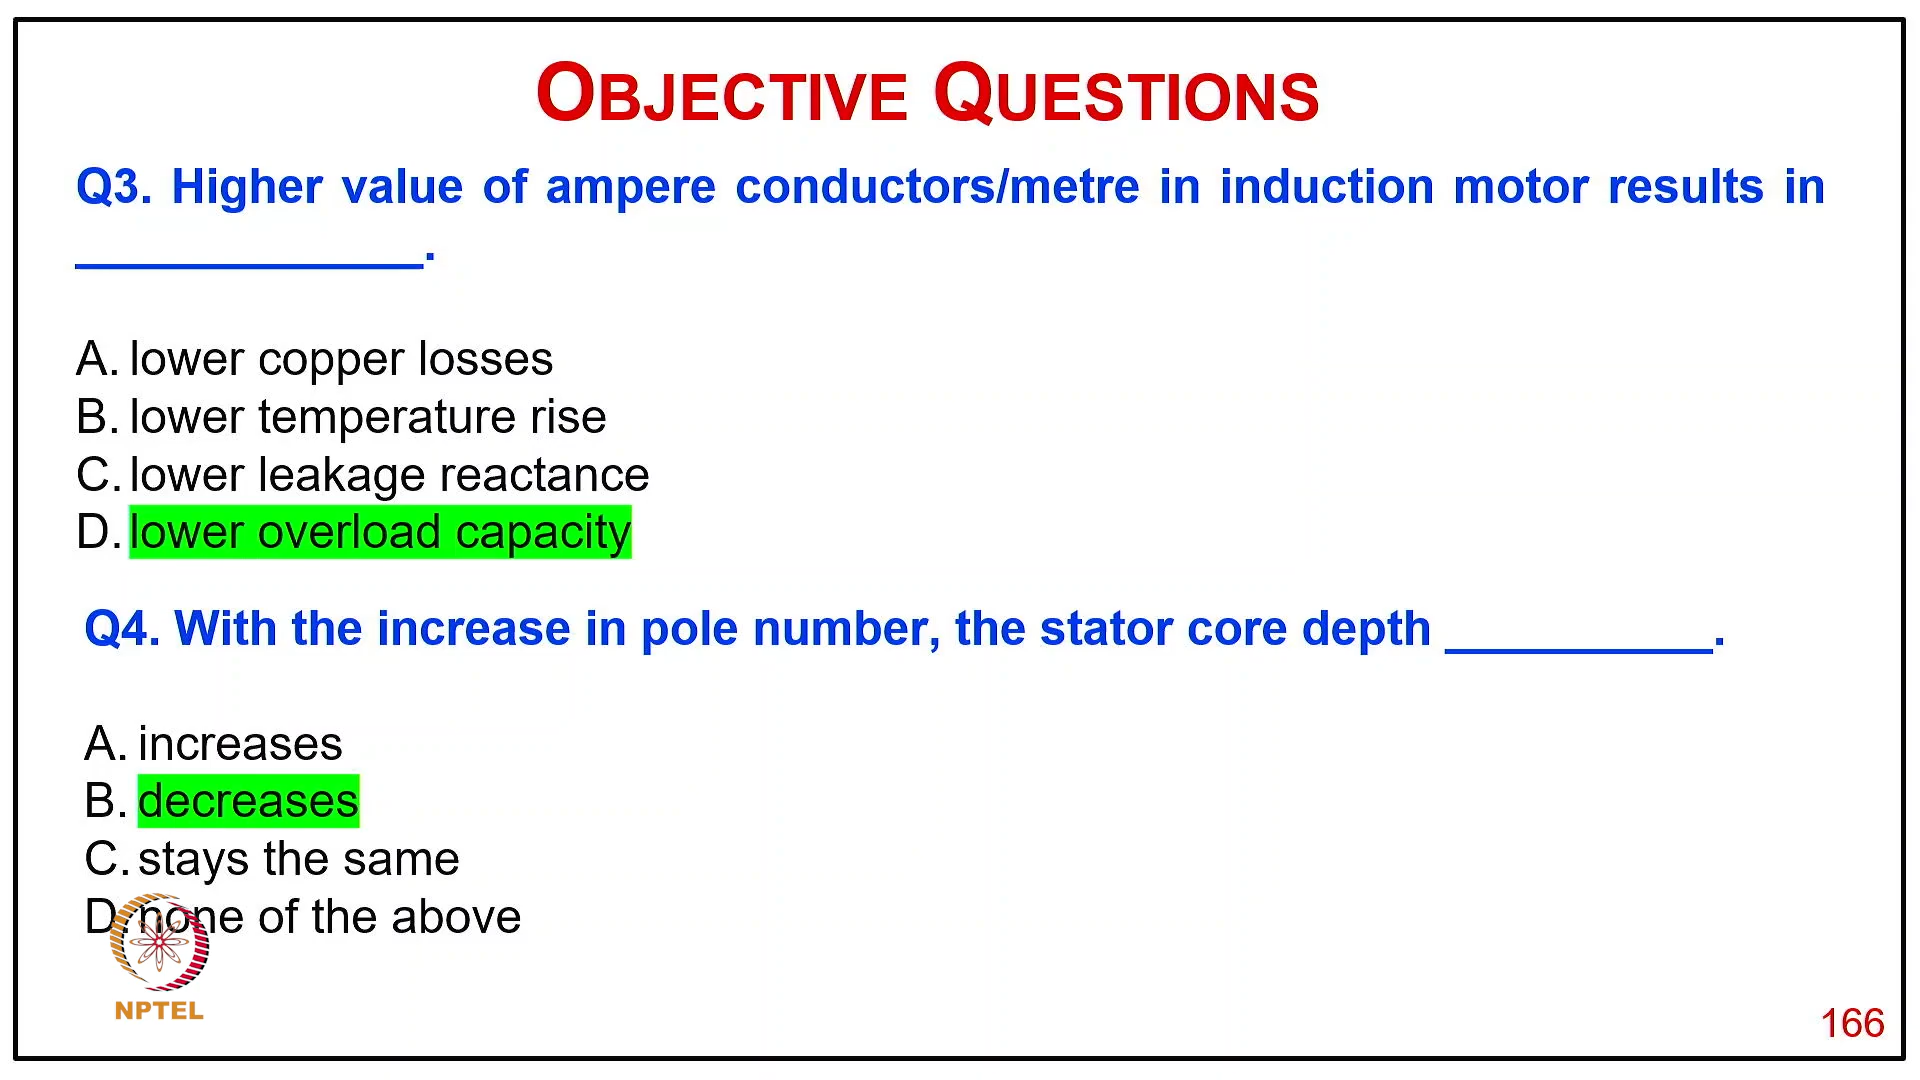 OBJECTIVE QUESTIONS
Q3. Higher value of ampere conductors/metre in induction motor results in
_____________.
A. lower copper losses
B. lower temperature rise
C. lower leakage reactance
D. lower overload capacity
Q4. With the increase in pole number, the stator core depth __________.
A. increases
B. decreases
C. stays the same
D. none of the above
NPTEL
166